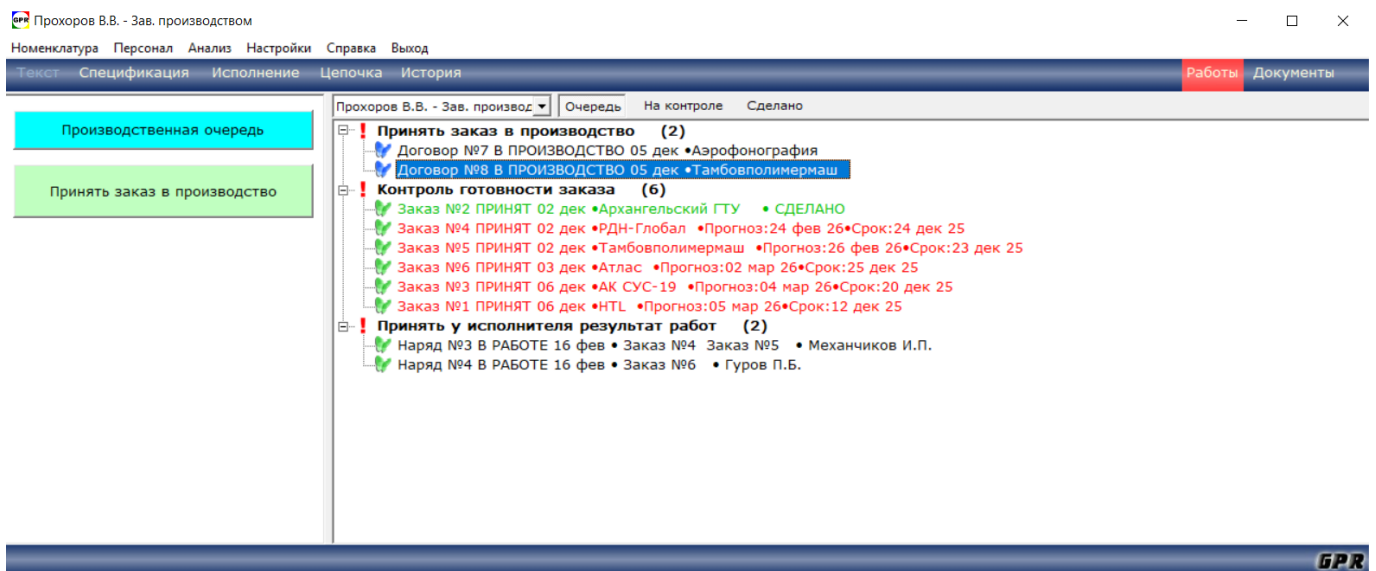 GPR Прохоров В.В. - Зав. производством
Номенклатура Персонал Анализ Настройки Справка Выход
Текст Спецификация Исполнение Цепочка История Работы Документы
Прохоров В.В. - Зав. производ Очередь На контроле Сделано
Производственная очередь
Принять заказ в производство
! Принять заказ в производство (2)
Договор №7 В ПРОИЗВОДСТВО 05 дек •Аэрофонография
Договор №8 В ПРОИЗВОДСТВО 05 дек •Тамбовполимермаш
! Контроль готовности заказа (6)
Заказ №2 ПРИНЯТ 02 дек •Архангельский ГТУ • СДЕЛАНО
Заказ №4 ПРИНЯТ 02 дек •РДН-Глобал •Прогноз:24 фев 26•Срок:24 дек 25
Заказ №5 ПРИНЯТ 02 дек •Тамбовполимермаш •Прогноз:26 фев 26•Срок:23 дек 25
Заказ №6 ПРИНЯТ 03 дек •Атлас •Прогноз:02 мар 26•Срок:25 дек 25
Заказ №3 ПРИНЯТ 06 дек •АК СУС-19 •Прогноз:04 мар 26•Срок:20 дек 25
Заказ №1 ПРИНЯТ 06 дек •HTL •Прогноз:05 мар 26•Срок:12 дек 25
! Принять у исполнителя результат работ (2)
Наряд №3 В РАБОТЕ 16 фев • Заказ №4 Заказ №5 • Механчиков И.П.
Наряд №4 В РАБОТЕ 16 фев • Заказ №6 • Гуров П.Б.
GPR